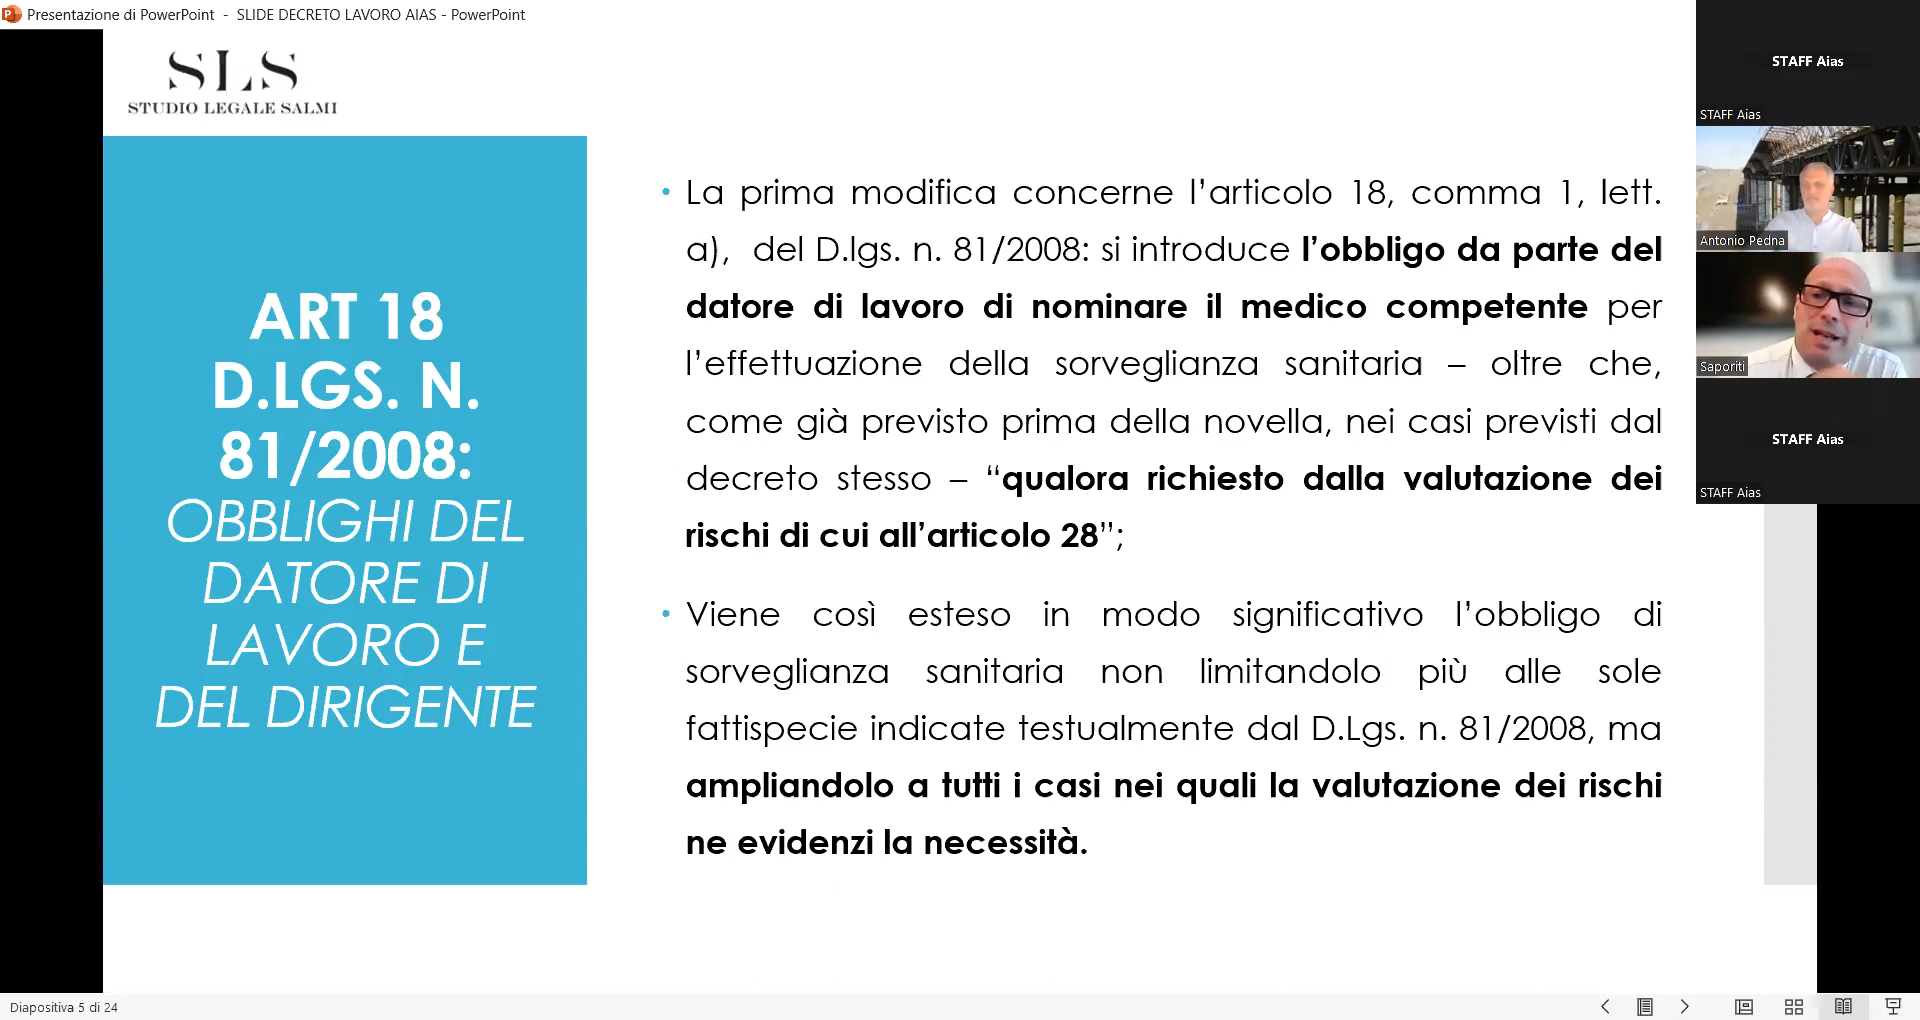 Presentazione di PowerPoint - SLIDE DECRETO LAVORO AIAS - PowerPoint
SLS
STUDIO LEGALE SALMI
ART 18
D.LGS. N.
81/2008:
OBBLIGHI DEL
DATORE DI
LAVORO E
DEL DIRIGENTE
• La prima modifica concerne l’articolo 18, comma 1, lett.
a), del D.lgs. n. 81/2008: si introduce l’obbligo da parte del
datore di lavoro di nominare il medico competente per
l’effettuazione della sorveglianza sanitaria – oltre che,
come già previsto prima della novella, nei casi previsti dal
decreto stesso – “qualora richiesto dalla valutazione dei
rischi di cui all’articolo 28”;
• Viene così esteso in modo significativo l’obbligo di
sorveglianza sanitaria non limitandolo più alle sole
fattispecie indicate testualmente dal D.Lgs. n. 81/2008, ma
ampliandolo a tutti i casi nei quali la valutazione dei rischi
ne evidenzi la necessità.
STAFF Aias
STAFF Aias
Antonio Pedna
Saporiti
STAFF Aias
STAFF Aias
Diapositiva 5 di 24